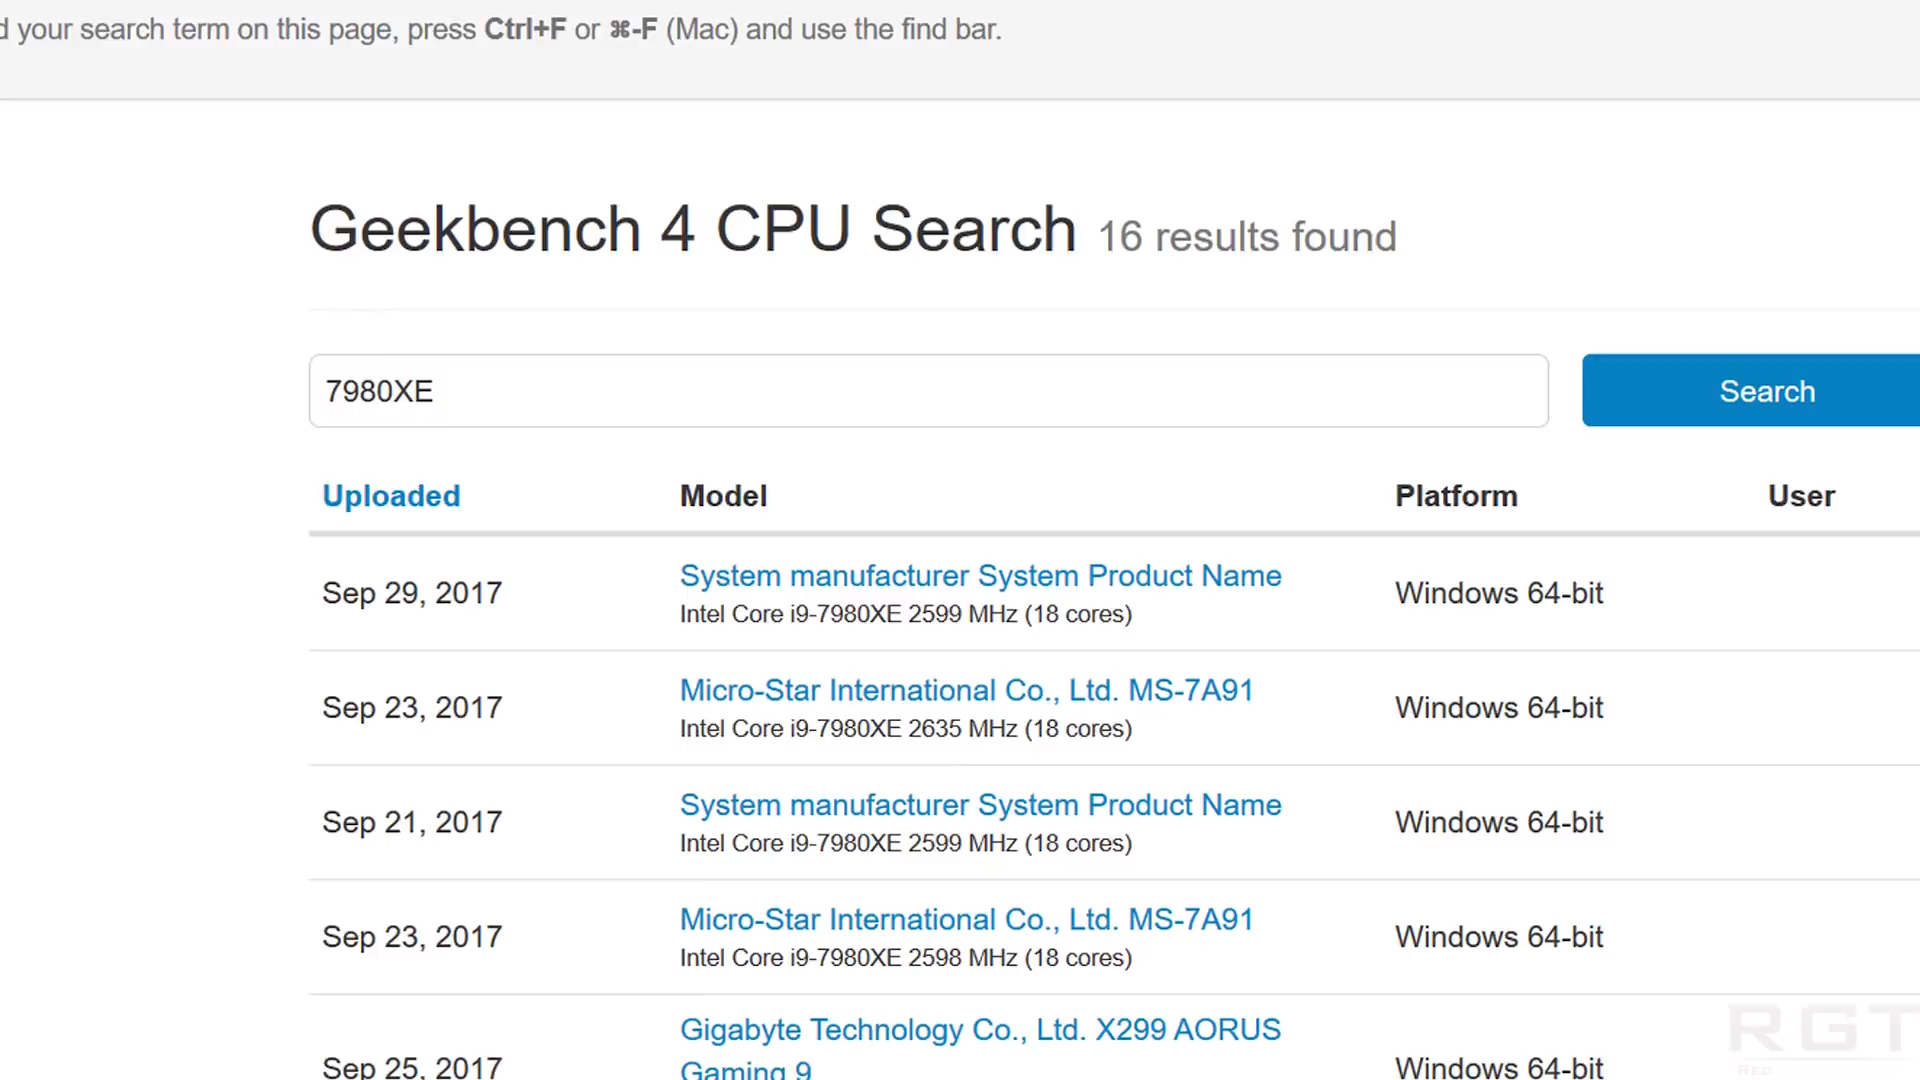 your search term on this page, press Ctrl+F or ⌘-F (Mac) and use the find bar.
Geekbench 4 CPU Search 16 results found
7980XE Search
Uploaded Model Platform User
Sep 29, 2017 System manufacturer System Product Name Windows 64-bit
Intel Core i9-7980XE 2599 MHz (18 cores)
Sep 23, 2017 Micro-Star International Co., Ltd. MS-7A91 Windows 64-bit
Intel Core i9-7980XE 2635 MHz (18 cores)
Sep 21, 2017 System manufacturer System Product Name Windows 64-bit
Intel Core i9-7980XE 2599 MHz (18 cores)
Sep 23, 2017 Micro-Star International Co., Ltd. MS-7A91 Windows 64-bit
Intel Core i9-7980XE 2598 MHz (18 cores)
Gigabyte Technology Co., Ltd. X299 AORUS
Sep 25, 2017 Gaming 9 Windows 64-bit
RGT